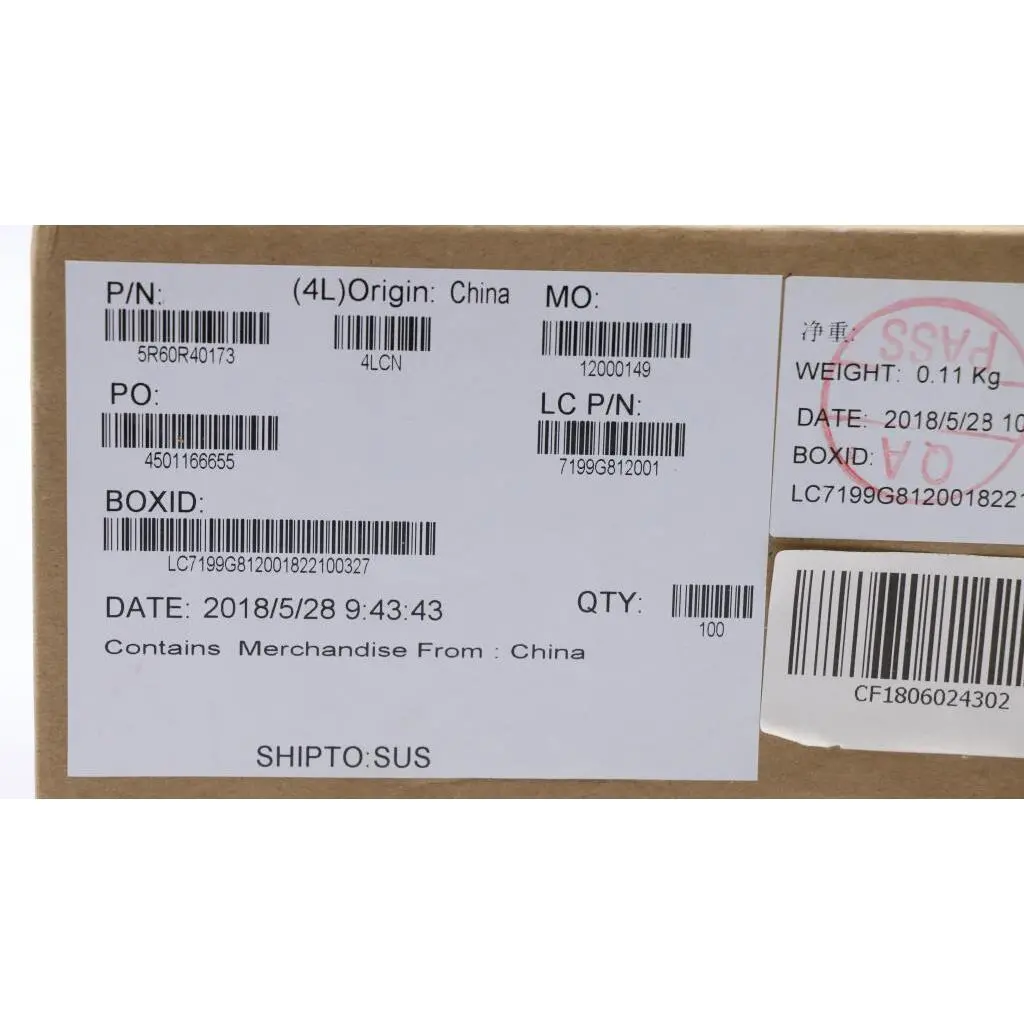 P/N:
5R60R40173
(4L)Origin: China
4LCN
MO:
12000149
PO:
4501166655
LC P/N:
7199G812001
BOXID:
LC7199G812001822100327
DATE: 2018/5/28 9:43:43
QTY:
100
Contains Merchandise From : China
SHIPTO:SUS
净重:
WEIGHT: 0.11 Kg
DATE: 2018/5/28 10
BOXID:
LC7199G8120018221
PASS
QA
CF1806024302